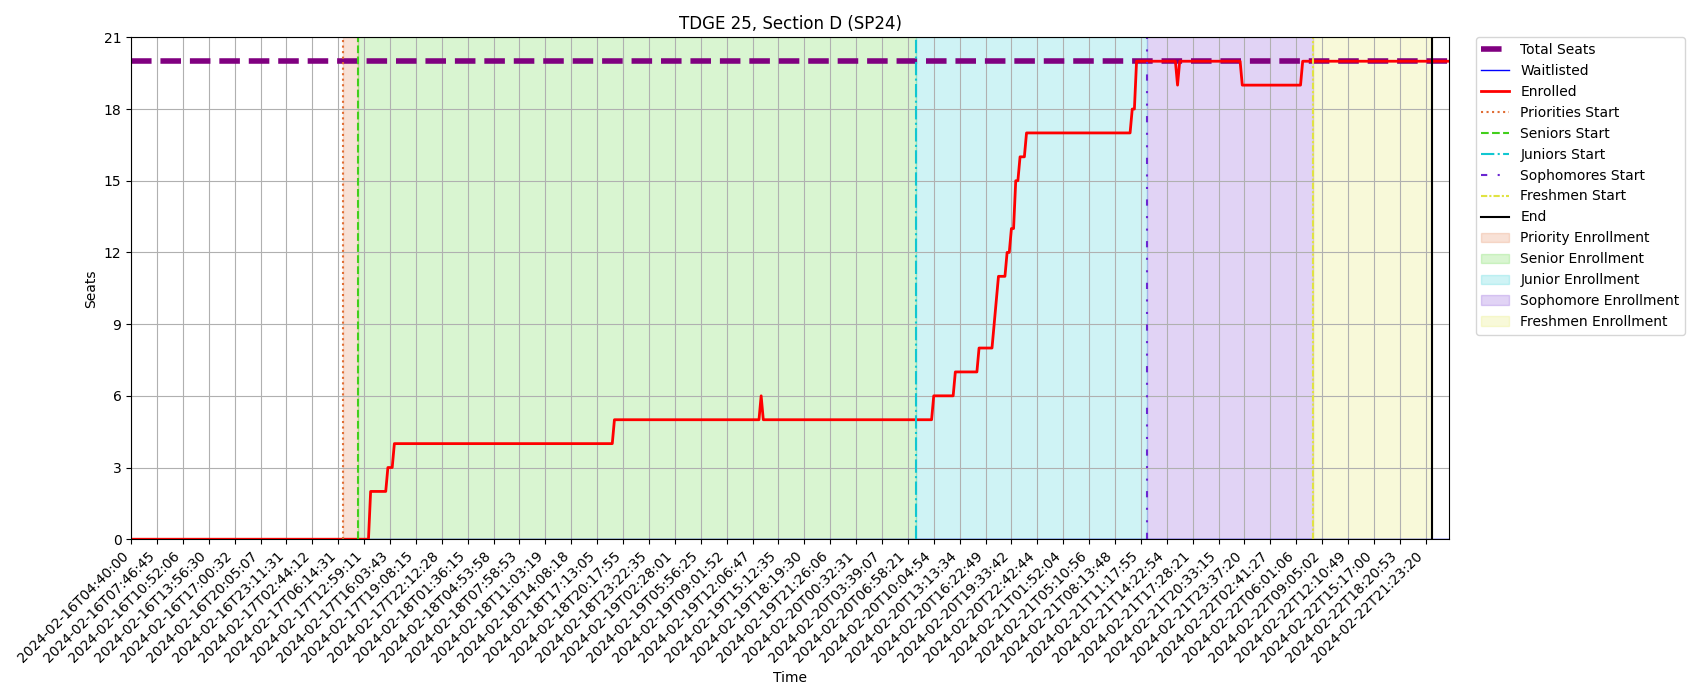 TDGE 25, Section D (SP24)
21
18
15
12
9
6
3
0
Seats
2024-02-16T04:40:00
2024-02-16T07:46:45
2024-02-16T10:52:06
2024-02-16T13:56:30
2024-02-16T17:00:32
2024-02-16T20:05:07
2024-02-16T23:11:31
2024-02-17T02:44:12
2024-02-17T06:14:31
2024-02-17T12:59:11
2024-02-17T16:03:43
2024-02-17T19:08:15
2024-02-17T22:12:28
2024-02-18T01:36:15
2024-02-18T04:53:58
2024-02-18T07:58:53
2024-02-18T11:03:19
2024-02-18T14:08:18
2024-02-18T17:13:05
2024-02-18T20:17:55
2024-02-18T23:22:35
2024-02-19T02:28:01
2024-02-19T05:56:25
2024-02-19T09:01:52
2024-02-19T12:06:47
2024-02-19T15:12:35
2024-02-19T18:19:30
2024-02-19T21:26:06
2024-02-20T00:32:31
2024-02-20T03:39:07
2024-02-20T06:58:21
2024-02-20T10:04:54
2024-02-20T13:13:34
2024-02-20T16:22:49
2024-02-20T19:33:42
2024-02-20T22:42:44
2024-02-21T01:52:04
2024-02-21T05:10:56
2024-02-21T08:13:48
2024-02-21T11:17:55
2024-02-21T14:22:54
2024-02-21T17:28:21
2024-02-21T20:33:15
2024-02-21T23:37:20
2024-02-22T02:41:27
2024-02-22T06:01:06
2024-02-22T09:05:02
2024-02-22T12:10:49
2024-02-22T15:17:00
2024-02-22T18:20:53
2024-02-22T21:23:20
Time
Total Seats
Waitlisted
Enrolled
Priorities Start
Seniors Start
Juniors Start
Sophomores Start
Freshmen Start
End
Priority Enrollment
Senior Enrollment
Junior Enrollment
Sophomore Enrollment
Freshmen Enrollment